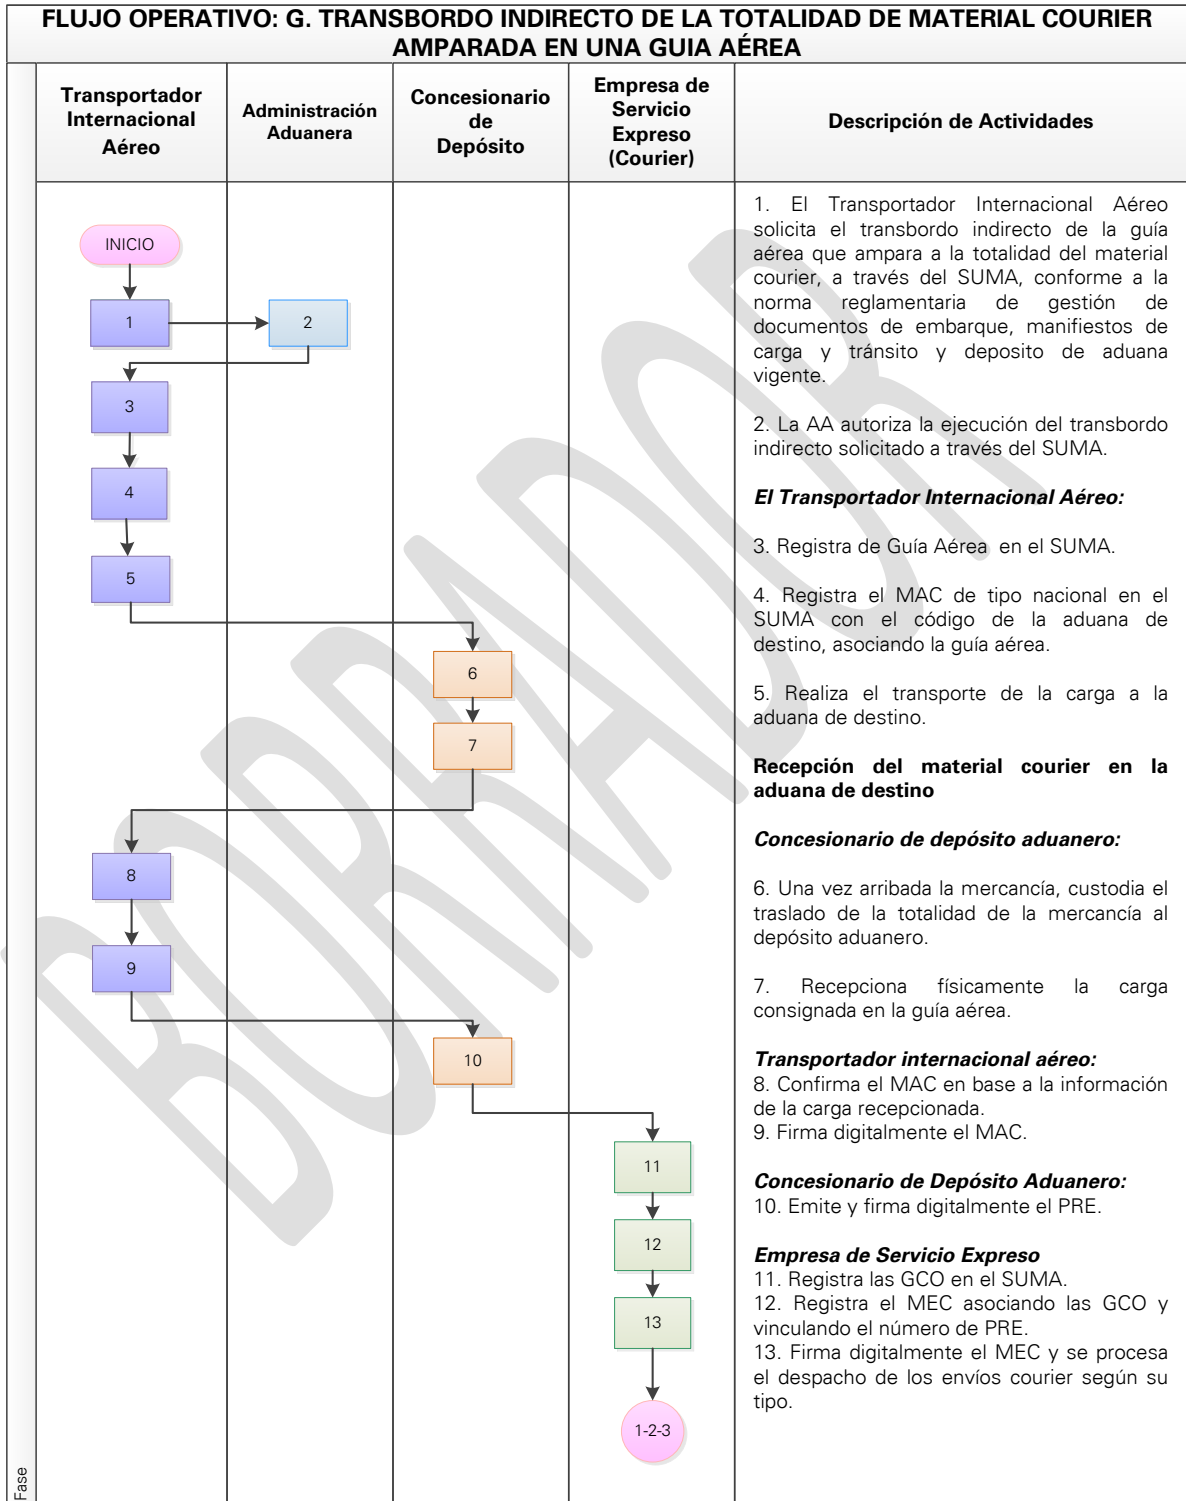 FLUJO OPERATIVO: G. TRANSBORDO INDIRECTO DE LA TOTALIDAD DE MATERIAL COURIER
AMPARADA EN UNA GUIA AÉREA
Transportador
Internacional
Aéreo
Administración
Aduanera
Concesionario
de
Depósito
Empresa de
Servicio
Expreso
(Courier)
Descripción de Actividades
INICIO
1
2
3
4
5
6
7
8
9
10
11
12
13
1-2-3
1. El Transportador Internacional Aéreo
solicita el transbordo indirecto de la guía
aérea que ampara a la totalidad del material
courier, a través del SUMA, conforme a la
norma reglamentaria de gestión de
documentos de embarque, manifiestos de
carga y tránsito y deposito de aduana
vigente.
2. La AA autoriza la ejecución del transbordo
indirecto solicitado a través del SUMA.
El Transportador Internacional Aéreo:
3. Registra de Guía Aérea en el SUMA.
4. Registra el MAC de tipo nacional en el
SUMA con el código de la aduana de
destino, asociando la guía aérea.
5. Realiza el transporte de la carga a la
aduana de destino.
Recepción del material courier en la
aduana de destino
Concesionario de depósito aduanero:
6. Una vez arribada la mercancía, custodia el
traslado de la totalidad de la mercancía al
depósito aduanero.
7. Recepciona físicamente la carga
consignada en la guía aérea.
Transportador internacional aéreo:
8. Confirma el MAC en base a la información
de la carga recepcionada.
9. Firma digitalmente el MAC.
Concesionario de Depósito Aduanero:
10. Emite y firma digitalmente el PRE.
Empresa de Servicio Expreso
11. Registra las GCO en el SUMA.
12. Registra el MEC asociando las GCO y
vinculando el número de PRE.
13. Firma digitalmente el MEC y se procesa
el despacho de los envíos courier según su
tipo.
Fase
BORRADOR